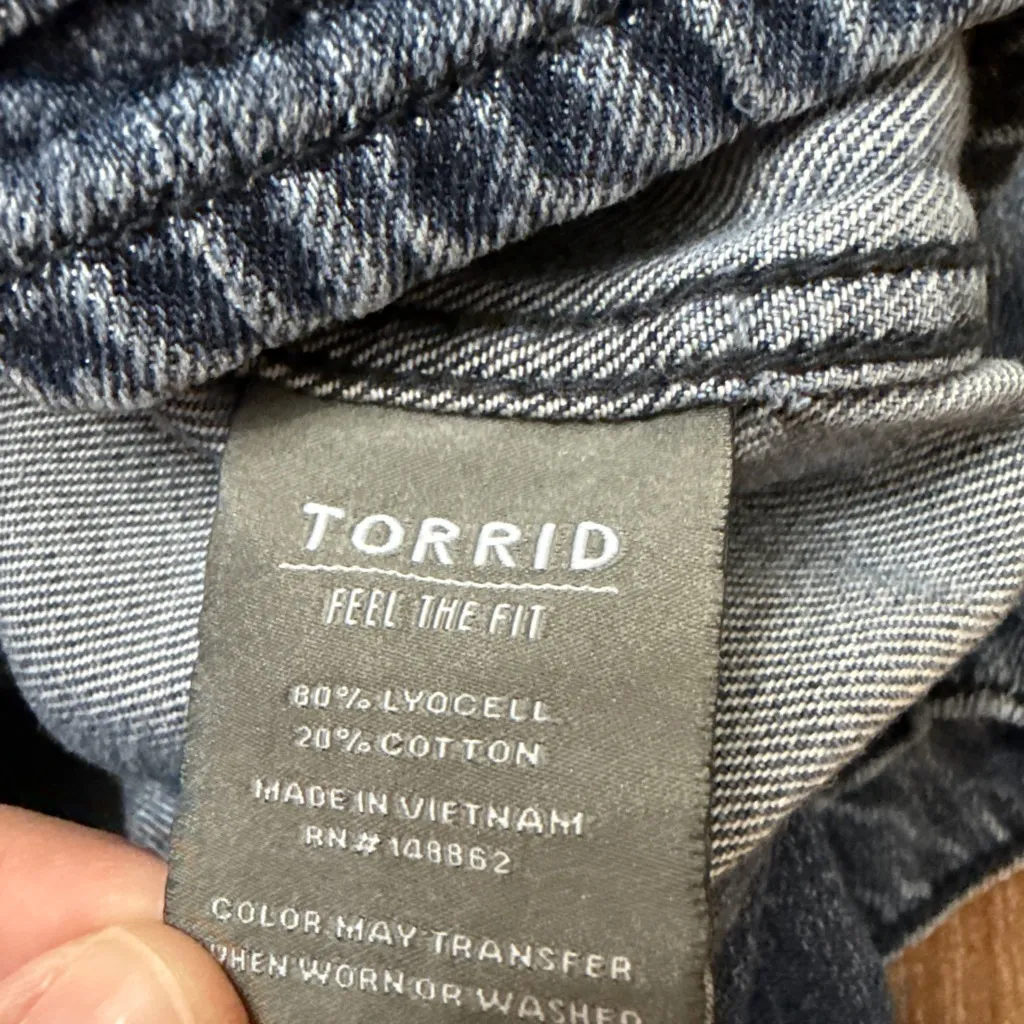 TORRID
FEEL THE FIT
80% LYOCELL
20% COTTON
MADE IN VIETNAM
RN# 148862
COLOR MAY TRANSFER
WHEN WORN OR WASHED